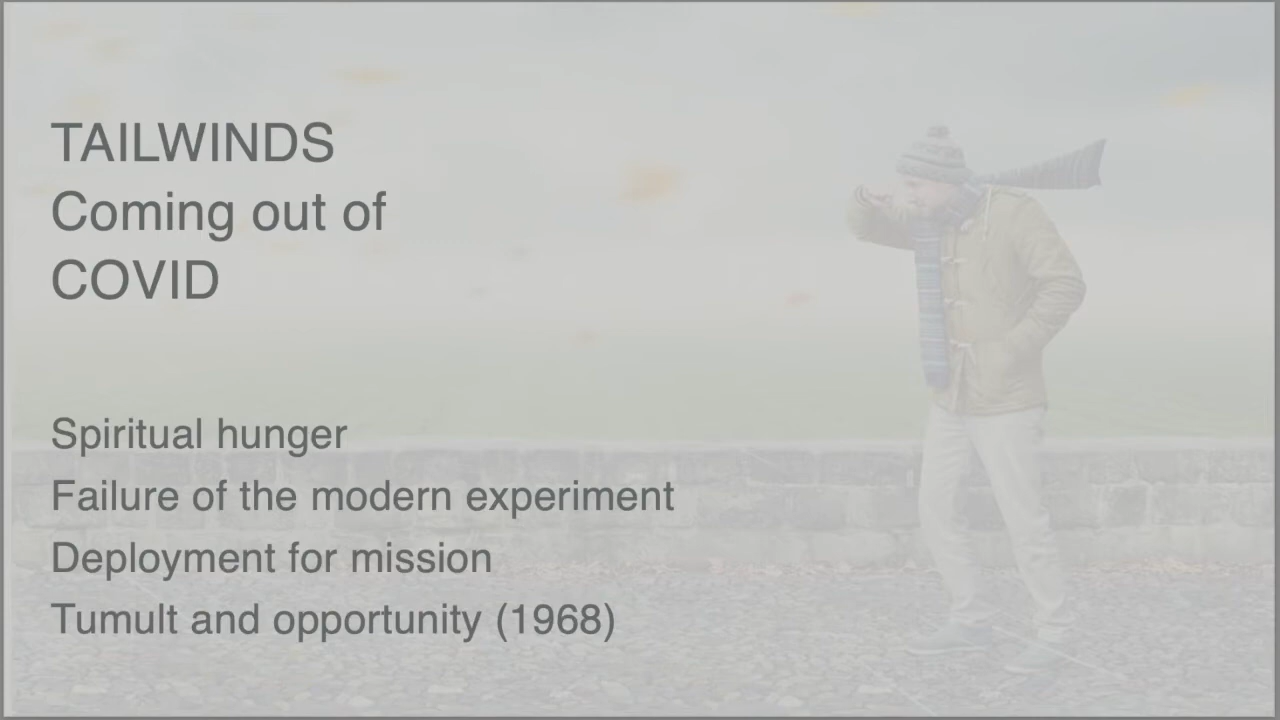 TAILWINDS
Coming out of
COVID
Spiritual hunger
Failure of the modern experiment
Deployment for mission
Tumult and opportunity (1968)